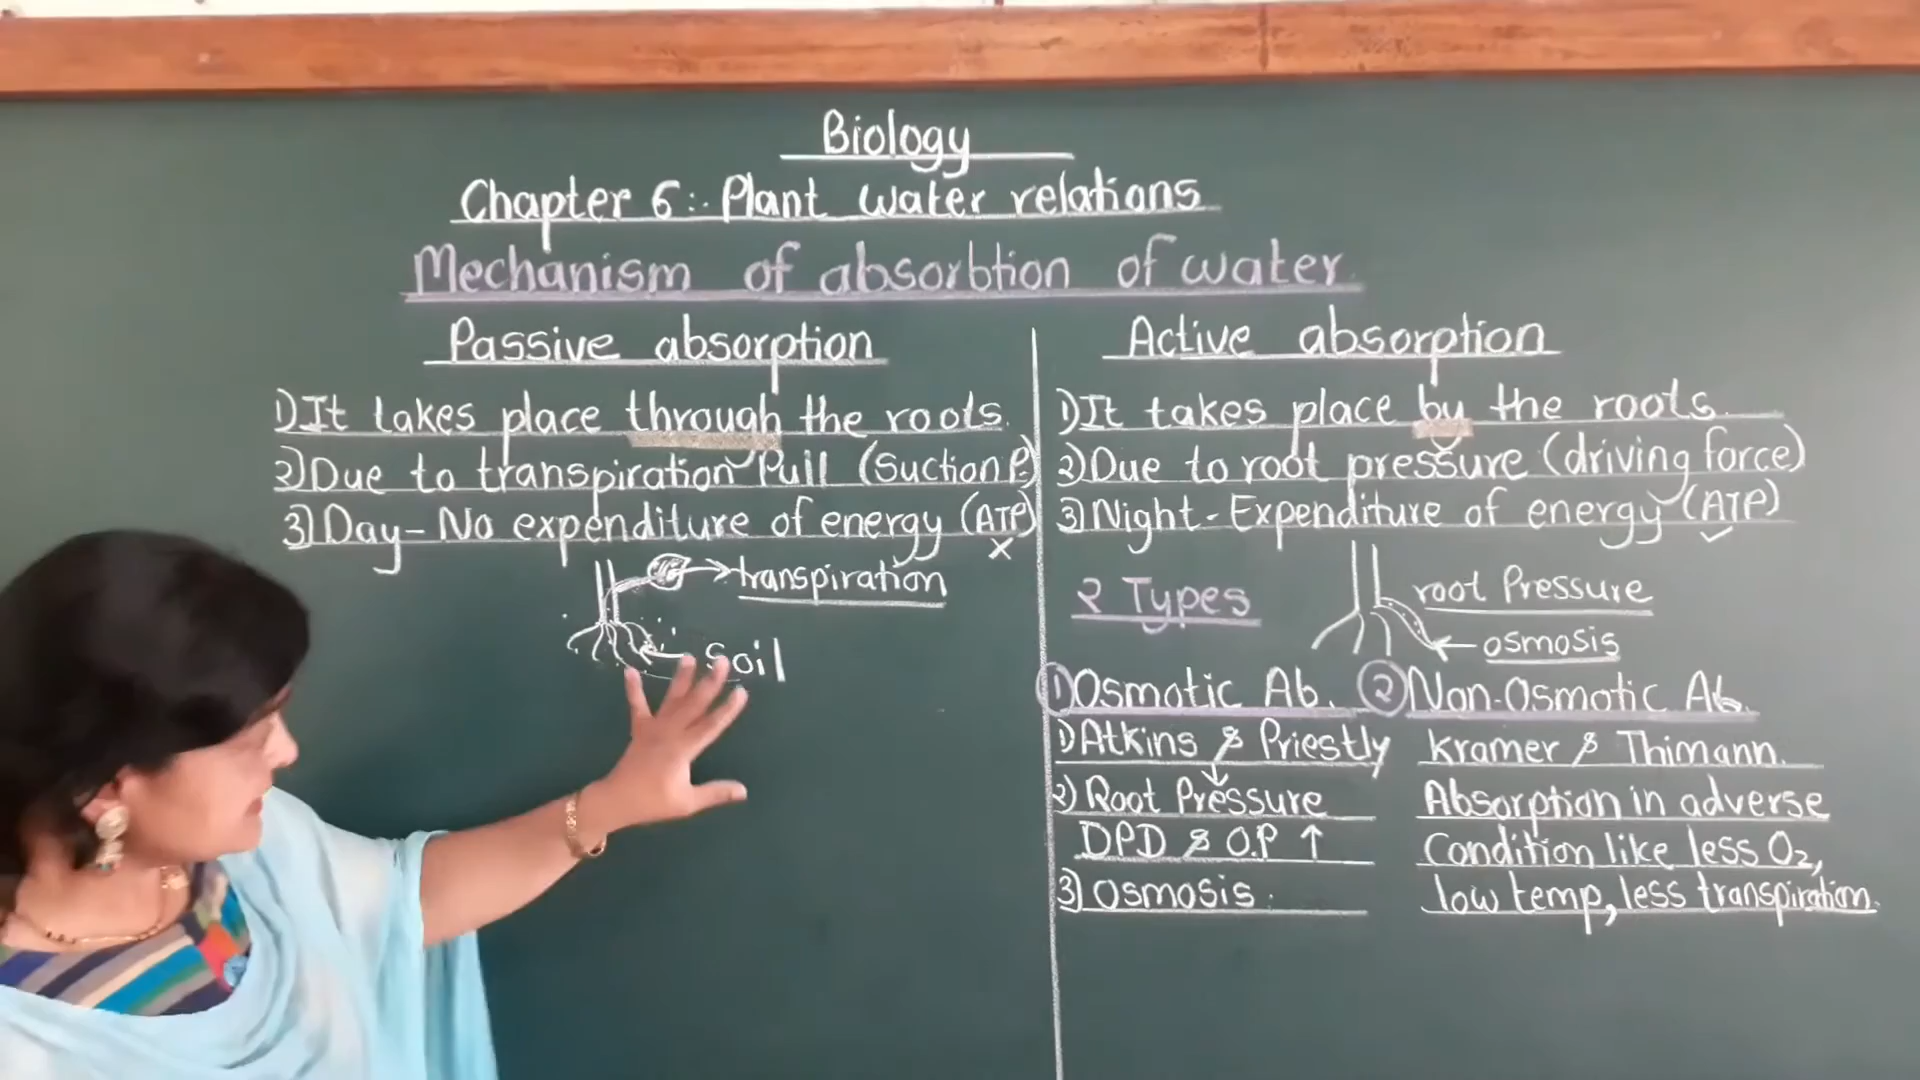 Biology
Chapter 6:. Plant water relations
Mechanism of absorbtion of water.
Passive absorption
1) It takes place through the roots.
2) Due to transpiration Pull (Suction P.)
3) Day - No expenditure of energy (ATP)
×
transpiration
Soil
Active absorption
1) It takes place by the roots.
2) Due to root pressure (driving force)
3) Night - Expenditure of energy (ATP)
✓
2 Types
root Pressure
osmosis
① Osmotic Ab.
1) Atkins & Priestly
2) Root Pressure
DPD & O.P ↑
3) Osmosis.
② Non-Osmotic Ab.
Kramer & Thimann.
Absorption in adverse
Condition like less O₂,
low temp, less transpiration.